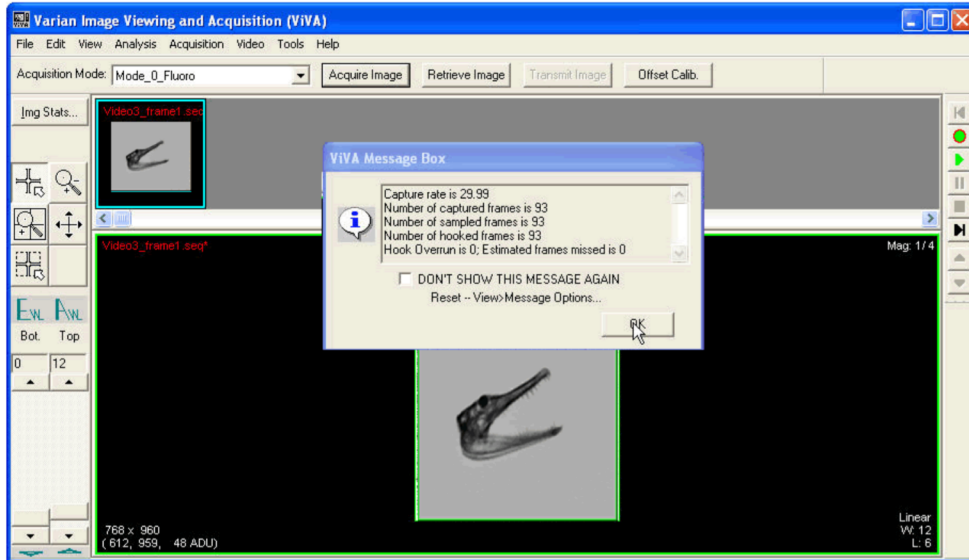 Varian Image Viewing and Acquisition (ViVA)
File Edit View Analysis Acquisition Video Tools Help
Acquisition Mode: Mode_0_Fluoro Acquire Image Retrieve Image Transmit Image Offset Calib.
Img Stats...
Video3_frame1.seq
ViVA Message Box
Capture rate is 29.99
Number of captured frames is 93
Number of sampled frames is 93
Number of hooked frames is 93
Hook Overrun is 0; Estimated frames missed is 0
DON'T SHOW THIS MESSAGE AGAIN
Reset -- View>Message Options...
OK
Video3_frame1.seq*
Mag: 1/4
EWL AWL
Bot. Top
0 12
768 x 960
( 612, 959, 48 ADU)
Linear
W: 12
L: 6